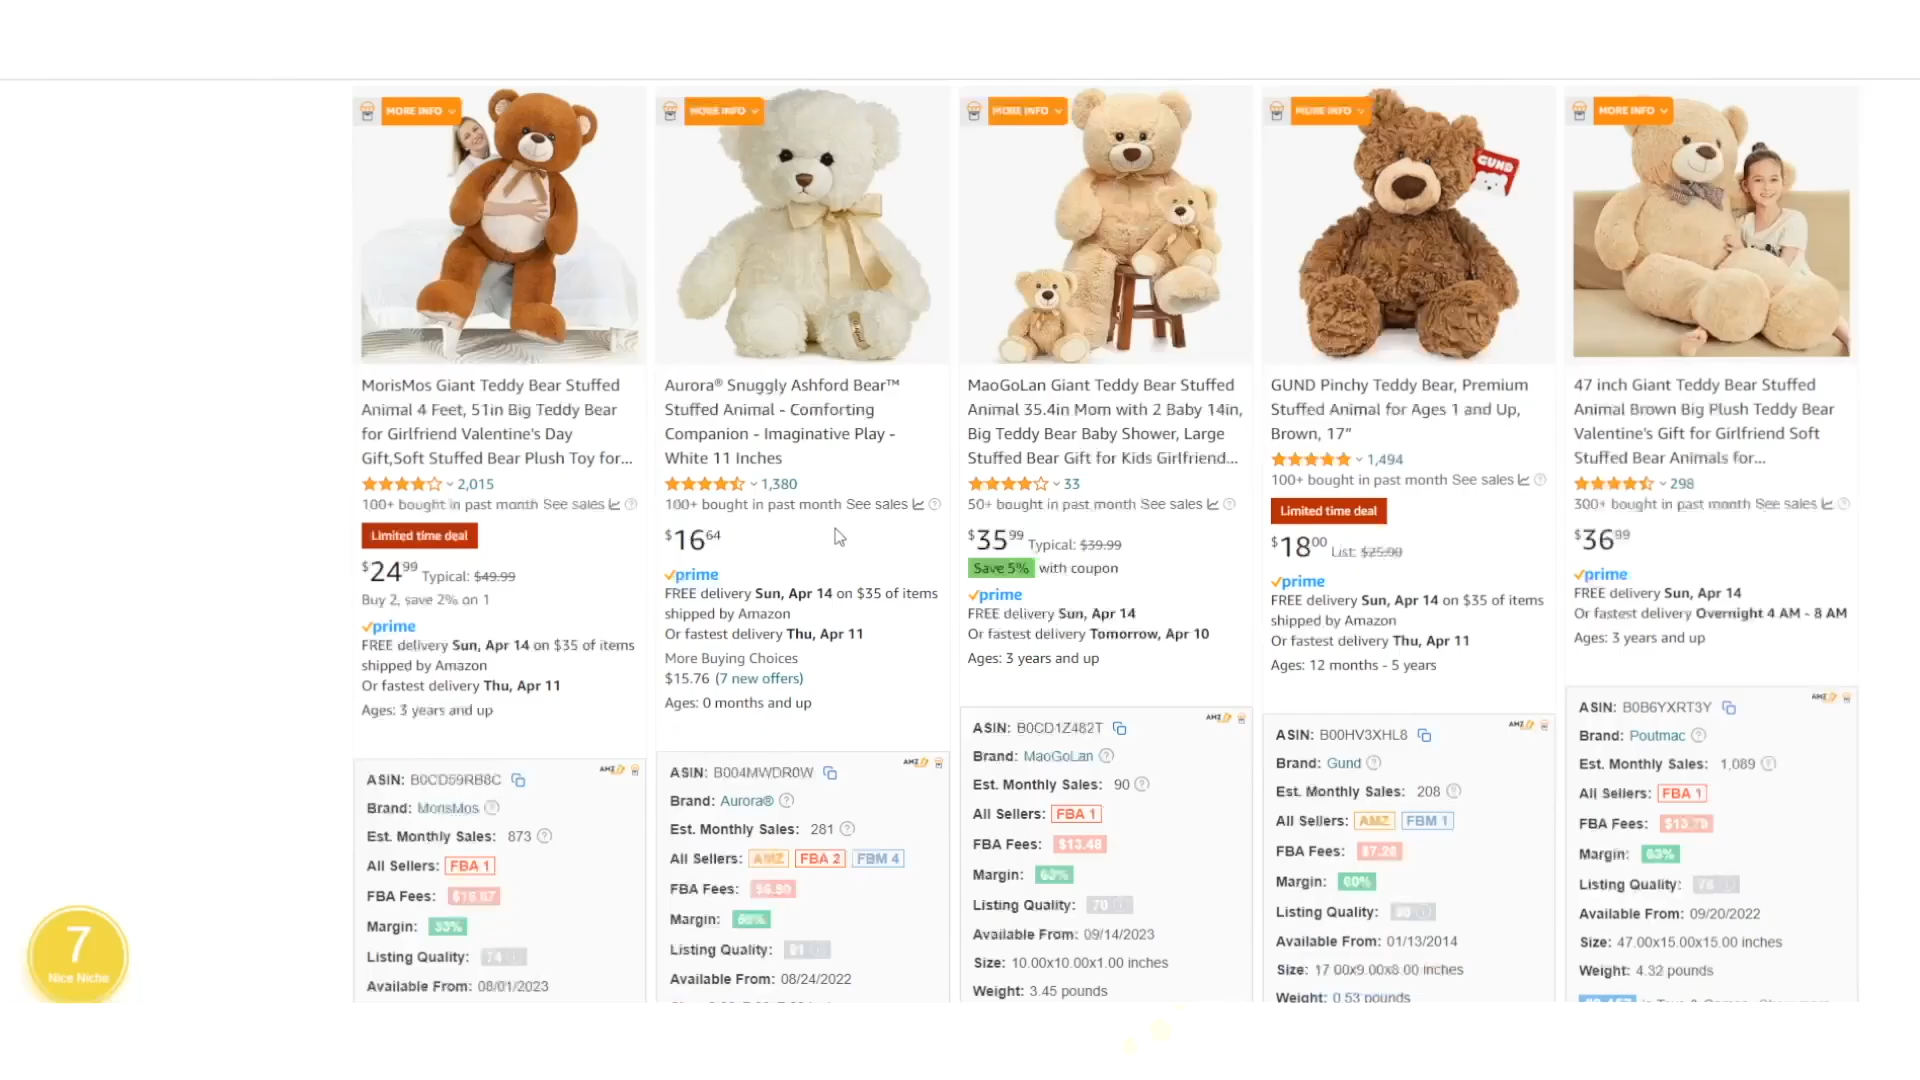 MORE INFO
MorisMos Giant Teddy Bear Stuffed
Animal 4 Feet, 51in Big Teddy Bear
for Girlfriend Valentine's Day
Gift,Soft Stuffed Bear Plush Toy for...
2,015
100+ bought in past month See sales
Limited time deal
$24.99 Typical: $49.99
Buy 2, save 2% on 1
prime
FREE delivery Sun, Apr 14 on $35 of items
shipped by Amazon
Or fastest delivery Thu, Apr 11
Ages: 3 years and up
ASIN: B0CD59RB8C
Brand: MorisMos
Est. Monthly Sales: 873
All Sellers: FBA 1
FBA Fees:
Margin: 33%
Listing Quality: 74
Available From: 08/01/2023
MORE INFO
Aurora® Snuggly Ashford Bear™
Stuffed Animal - Comforting
Companion - Imaginative Play -
White 11 Inches
1,380
100+ bought in past month See sales
$16.64
prime
FREE delivery Sun, Apr 14 on $35 of items
shipped by Amazon
Or fastest delivery Thu, Apr 11
More Buying Choices
$15.76 (7 new offers)
Ages: 0 months and up
ASIN: B004MWDR0W
Brand: Aurora®
Est. Monthly Sales: 281
All Sellers: AMZ FBA 2 FBM 4
FBA Fees:
Margin:
Listing Quality:
Available From: 08/24/2022
MORE INFO
MaoGoLan Giant Teddy Bear Stuffed
Animal 35.4in Mom with 2 Baby 14in,
Big Teddy Bear Baby Shower, Large
Stuffed Bear Gift for Kids Girlfriend...
33
50+ bought in past month See sales
$35.99 Typical: $39.99
Save 5% with coupon
prime
FREE delivery Sun, Apr 14
Or fastest delivery Tomorrow, Apr 10
Ages: 3 years and up
ASIN: B0CD1Z482T
Brand: MaoGoLan
Est. Monthly Sales: 90
All Sellers: FBA 1
FBA Fees: $13.48
Margin: 63%
Listing Quality: 70
Available From: 09/14/2023
Size: 10.00x10.00x1.00 inches
Weight: 3.45 pounds
MORE INFO
GUND
GUND Pinchy Teddy Bear, Premium
Stuffed Animal for Ages 1 and Up,
Brown, 17”
1,494
100+ bought in past month See sales
Limited time deal
$18.00 List: $25.00
prime
FREE delivery Sun, Apr 14 on $35 of items
shipped by Amazon
Or fastest delivery Thu, Apr 11
Ages: 12 months - 5 years
ASIN: B00HV3XHL8
Brand: Gund
Est. Monthly Sales: 208
All Sellers: AMZ FBM 1
FBA Fees: $7.26
Margin: 60%
Listing Quality:
Available From: 01/13/2014
Size: 17.00x9.00x8.00 inches
Weight: 0.53 pounds
MORE INFO
47 inch Giant Teddy Bear Stuffed
Animal Brown Big Plush Teddy Bear
Valentine's Gift for Girlfriend Soft
Stuffed Bear Animals for...
298
300+ bought in past month See sales
$36.99
prime
FREE delivery Sun, Apr 14
Or fastest delivery Overnight 4 AM - 8 AM
Ages: 3 years and up
ASIN: B0B6YXRT3Y
Brand: Poutmac
Est. Monthly Sales: 1,089
All Sellers: FBA 1
FBA Fees:
Margin: 63%
Listing Quality:
Available From: 09/20/2022
Size: 47.00x15.00x15.00 inches
Weight: 4.32 pounds
7
Nice Niche